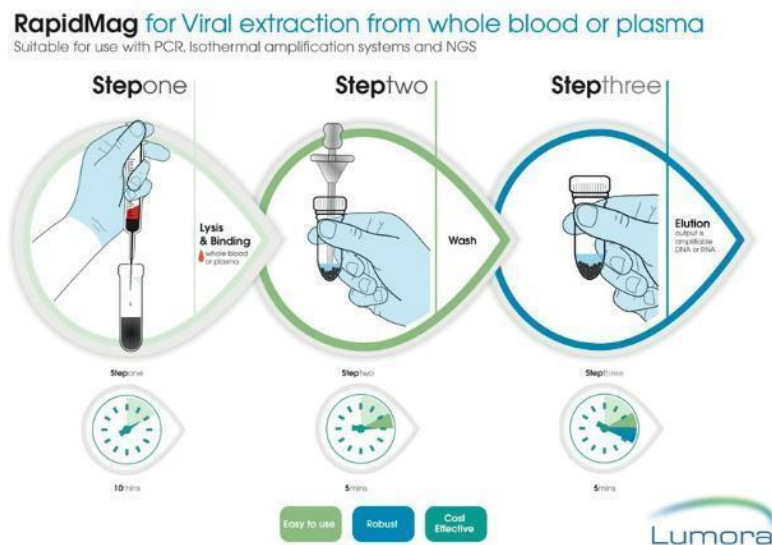 RapidMag for Viral extraction from whole blood or plasma
Suitable for use with PCR, Isothermal amplification systems and NGS
Stepone
Steptwo
Stepthree
Lysis
& Binding
whole blood
or plasma
Wash
Elution
output is
amplifiable
DNA or RNA
Stepone
Steptwo
Stepthree
10mins
5mins
5mins
Easy to use
Robust
Cost
Effective
Lumora